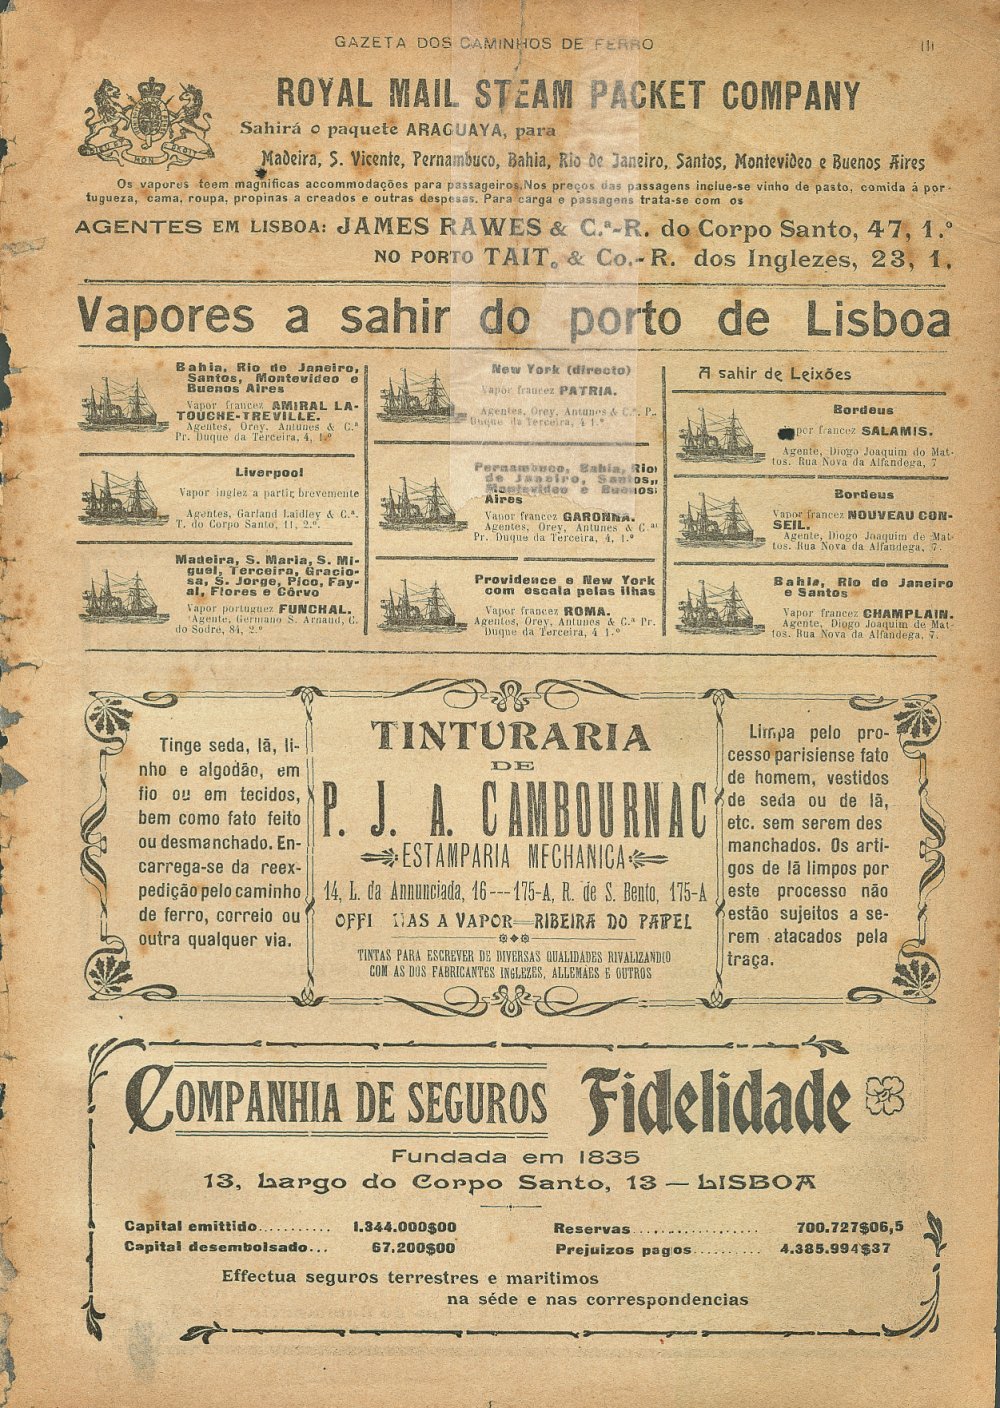 GAZETA DOS CAMINHOS DE FERRO
ROYAL MAIL STEAM PACKET COMPANY
Sahirá o paquete ARAGUAYA, para
Madeira, S. Vicente, Pernambuco, Bahia, Rio de Janeiro, Santos, Montevideo e Buenos Aires
Os vapores teem magnificas accommodações para passageiros. Nos preços das passagens inclue-se vinho de pasto, comida á por-
tugueza, cama, roupa, propinas a creados e outras despesas. Para carga e passagens trata-se com os
AGENTES EM LISBOA: JAMES RAWES & C.ª-R. do Corpo Santo, 47, 1.º
NO PORTO TAIT. & Co.-R. dos Inglezes, 23, 1.
Vapores a sahir do porto de Lisboa
Bahia, Rio de Janeiro,
Santos, Montevideo e
Buenos Aires
Vapor francez AMIRAL LA-
TOUCHE-TREVILLE.
Agentes, Orey, Antunes & C.ª
Pr. Duque da Terceira, 4, 1.º
Liverpool
Vapor inglez a partir brevemente
Agentes, Garland Laidley & C.ª
T. do Corpo Santo, 11, 2.º.
Madeira, S. Maria, S. Mi-
guel, Terceira, Gracio-
sa, S. Jorge, Pico, Fay-
al, Flores e Côrvo
Vapor portuguez FUNCHAL.
Agente, Germano S. Arnaud, C.
do Sodré, 84, 2.º
New York (directo)
Vapor francez PATRIA.
Agentes, Orey, Antunes & C.ª P..
Duque da Terceira, 4 1.º
Pernambuco, Bahia, Rio
de Janeiro, Santos,
Montevideo e Buenos
Aires
Vapor francez GARONNA.
Agentes, Orey, Antunes & C.ª
Pr. Duque da Terceira, 4, 1.º
Providence e New York
com escala pelas ilhas
Vapor francez ROMA.
Agentes, Orey, Antunes & C.ª Pr.
Duque da Terceira, 4 1.º
A sahir de Leixões
Bordeus
Vapor francez SALAMIS.
Agente, Diogo Joaquim do Mat-
tos. Rua Nova da Alfandega, 7
Bordeus
Vapor francez NOUVEAU CON-
SEIL.
Agente, Diogo Joaquim de Mat-
tos. Rua Nova da Alfandega, 7.
Bahia, Rio de Janeiro
e Santos
Vapor francez CHAMPLAIN.
Agente, Diogo Joaquim de Mat-
tos. Rua Nova da Alfandega, 7.
Tinge seda, lã, li-
nho e algodão, em
fio ou em tecidos,
bem como fato feito
ou desmanchado. En-
carrega-se da reex-
pedição pelo caminho
de ferro, correio ou
outra qualquer via.
TINTURARIA
DE
P. J. A. CAMBOURNAC
ESTAMPARIA MECHANICA
14, L. da Annunciada, 16---175-A, R. de S. Bento, 175-A
OFFI NAS A VAPOR—RIBEIRA DO PAPEL
TINTAS PARA ESCREVER DE DIVERSAS QUALIDADES RIVALIZANDO
COM AS DOS FABRICANTES INGLEZES, ALLEMÃES E OUTROS
Limpa pelo pro-
cesso parisiense fato
de homem, vestidos
de seda ou de lã,
etc. sem serem des
manchados. Os arti-
gos de lã limpos por
este processo não
estão sujeitos a se-
rem atacados pela
traça.
COMPANHIA DE SEGUROS Fidelidade
Fundada em 1835
13, Largo do Corpo Santo, 13 — LISBOA
Capital emittido........... 1.344.000$00
Capital desembolsado... 67.200$00
Reservas.................. 700.727$06,5
Prejuizos pagos.......... 4.385.994$37
Effectua seguros terrestres e maritimos
na séde e nas correspondencias